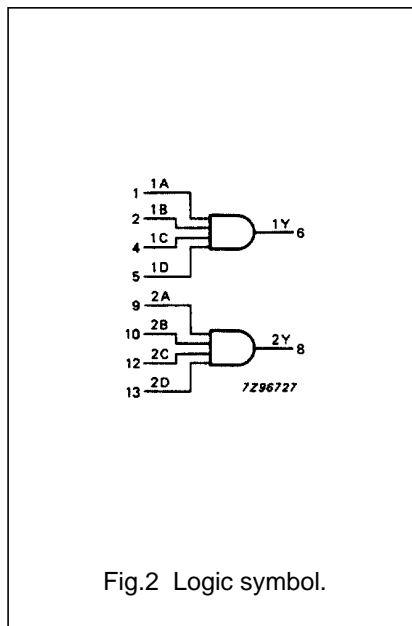 1 1A
2 1B
4 1C
5 1D
1Y 6
9 2A
10 2B
12 2C
13 2D
2Y 8
7Z96727
Fig.2 Logic symbol.